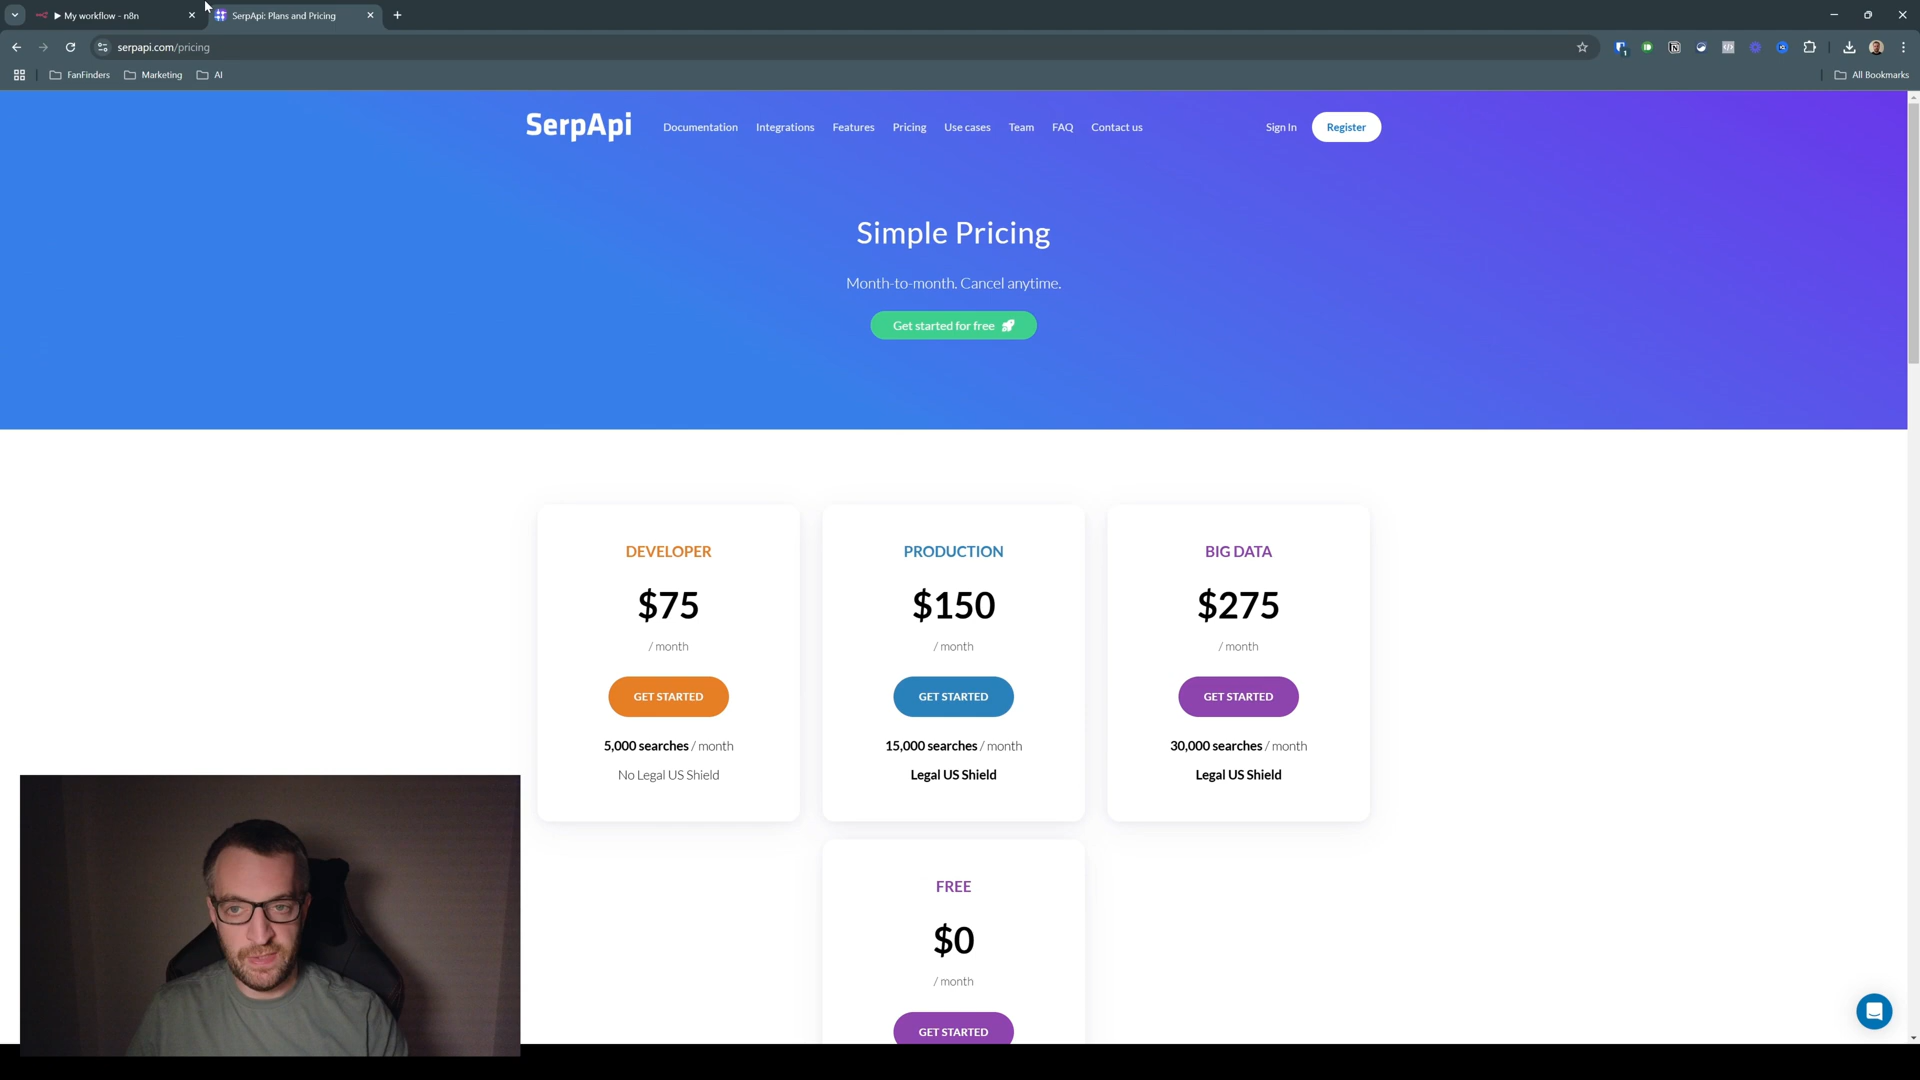 My workflow - n8n
SerpApi: Plans and Pricing
serpapi.com/pricing
FanFinders
Marketing
AI
All Bookmarks
SerpApi
Documentation
Integrations
Features
Pricing
Use cases
Team
FAQ
Contact us
Sign In
Register
Simple Pricing
Month-to-month. Cancel anytime.
Get started for free
DEVELOPER
$75
/ month
GET STARTED
5,000 searches / month
No Legal US Shield
PRODUCTION
$150
/ month
GET STARTED
15,000 searches / month
Legal US Shield
BIG DATA
$275
/ month
GET STARTED
30,000 searches / month
Legal US Shield
FREE
$0
/ month
GET STARTED